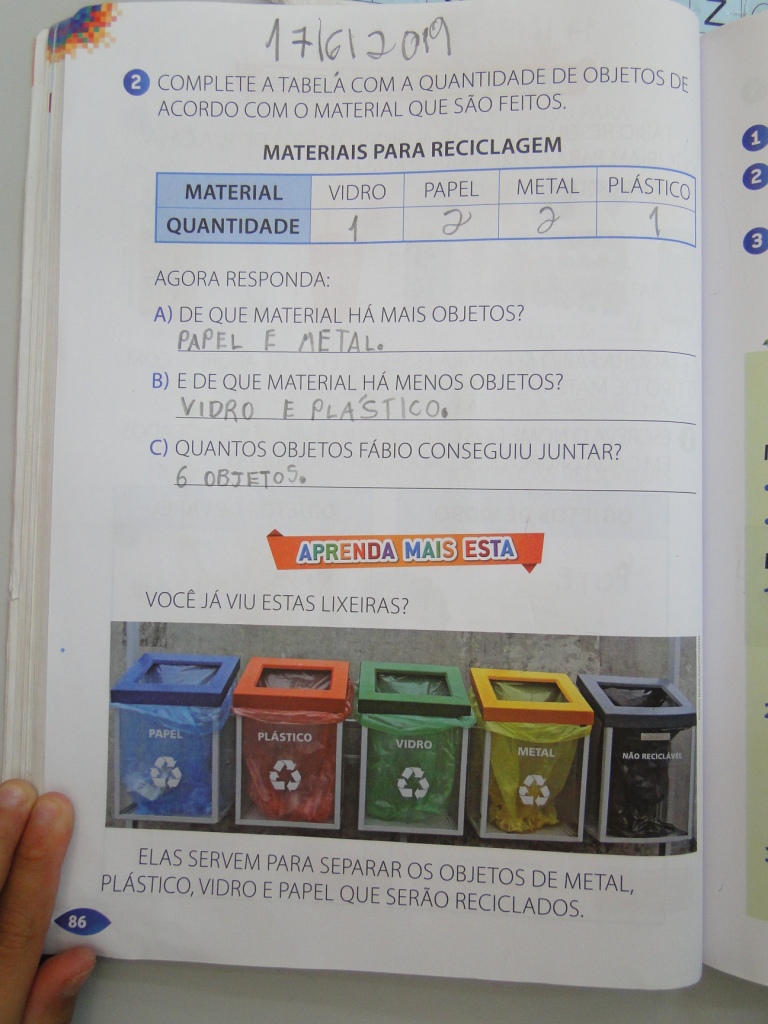 Z
17/6/2019
2 COMPLETE A TABELA COM A QUANTIDADE DE OBJETOS DE
ACORDO COM O MATERIAL QUE SÃO FEITOS.
MATERIAIS PARA RECICLAGEM
MATERIAL VIDRO PAPEL METAL PLÁSTICO
QUANTIDADE 1 2 2 1
AGORA RESPONDA:
A) DE QUE MATERIAL HÁ MAIS OBJETOS?
PAPEL E METAL.
B) E DE QUE MATERIAL HÁ MENOS OBJETOS?
VIDRO E PLÁSTICO.
C) QUANTOS OBJETOS FÁBIO CONSEGUIU JUNTAR?
6 OBJETOS.
APRENDA MAIS ESTA
VOCÊ JÁ VIU ESTAS LIXEIRAS?
PAPEL PLÁSTICO VIDRO METAL NÃO RECICLÁVEL
ELAS SERVEM PARA SEPARAR OS OBJETOS DE METAL,
PLÁSTICO, VIDRO E PAPEL QUE SERÃO RECICLADOS.
86
1
2
3